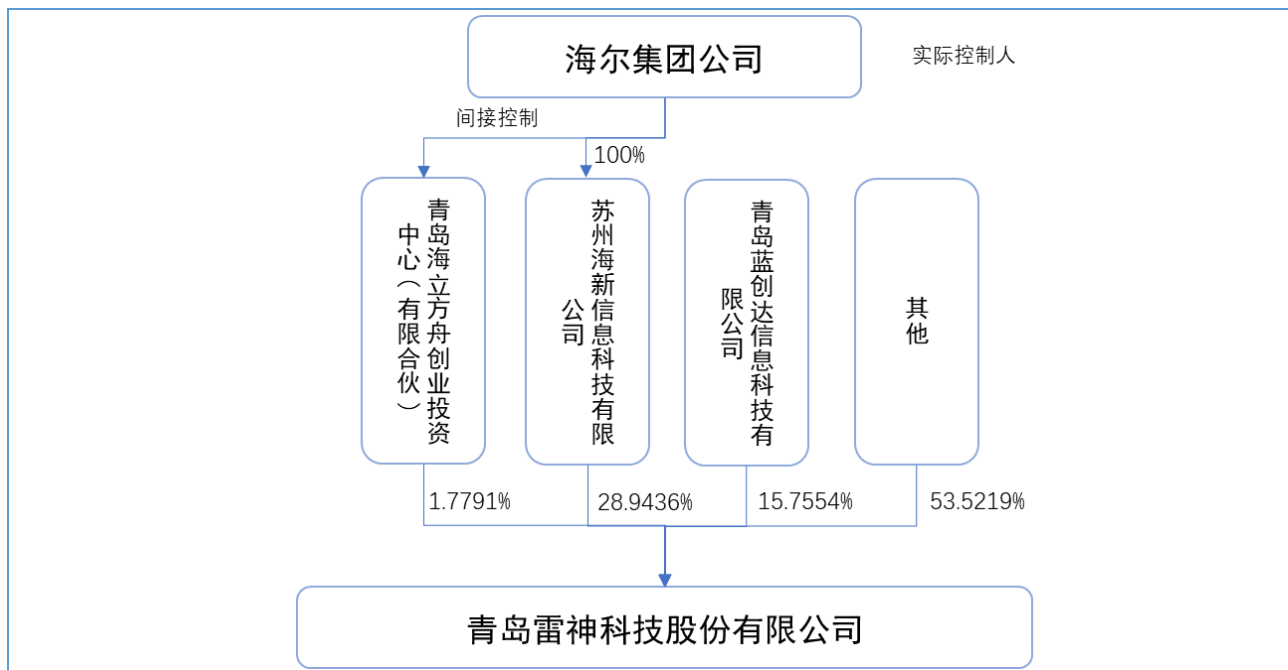 海尔集团公司
实际控制人
间接控制
100%
青岛海立方舟创业投资
中心（有限合伙）
苏州海新信息科技有限
公司
青岛蓝创达信息科技有
限公司
其他
1.7791%
28.9436%
15.7554%
53.5219%
青岛雷神科技股份有限公司